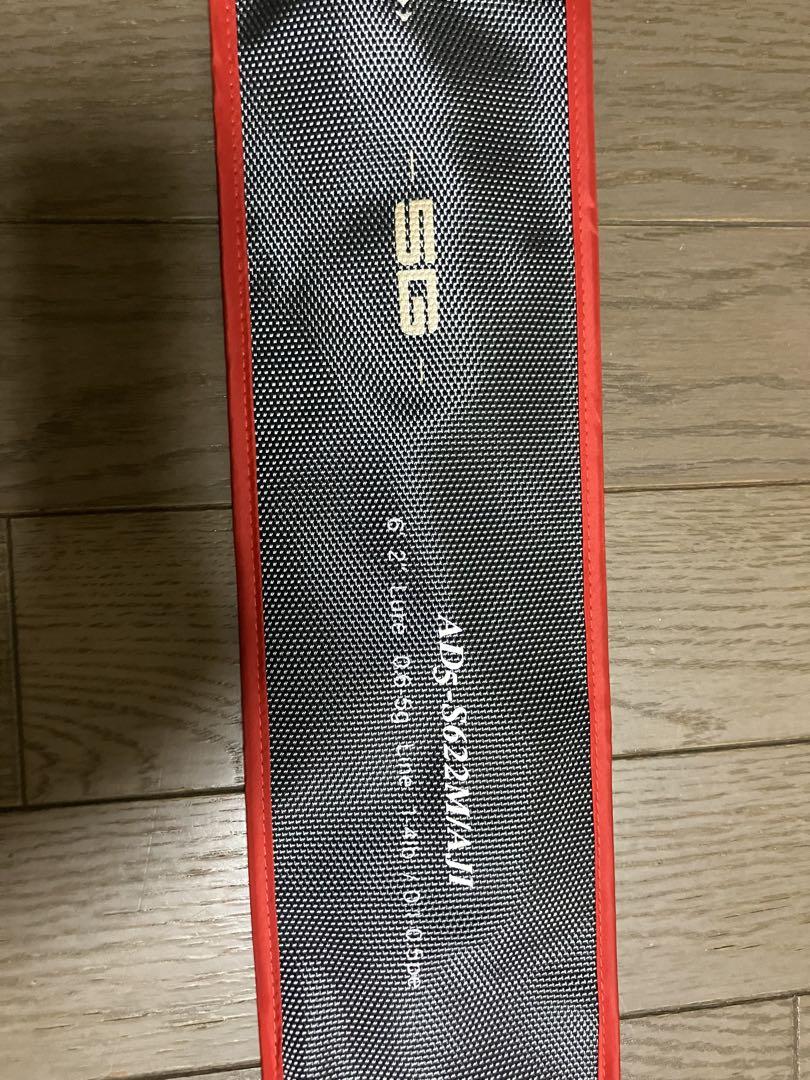 - SG -
ADS-S622M/AJI
6'2" Lure 0.6-5g Line 1-4lb / 0.1-0.5pe